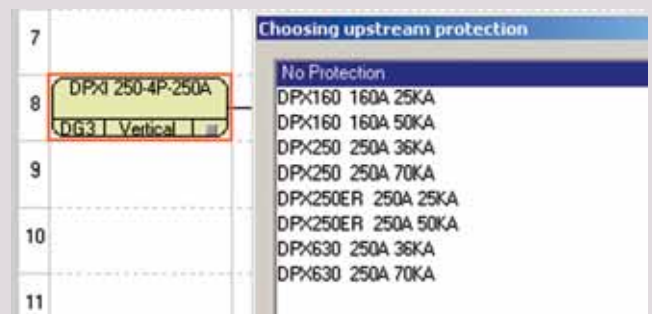 7
8
9
10
11
DPXI 250-4P-250A
DG3 Vertical
Choosing upstream protection
No Protection
DPX160 160A 25KA
DPX160 160A 50KA
DPX250 250A 36KA
DPX250 250A 70KA
DPX250ER 250A 25KA
DPX250ER 250A 50KA
DPX630 250A 36KA
DPX630 250A 70KA